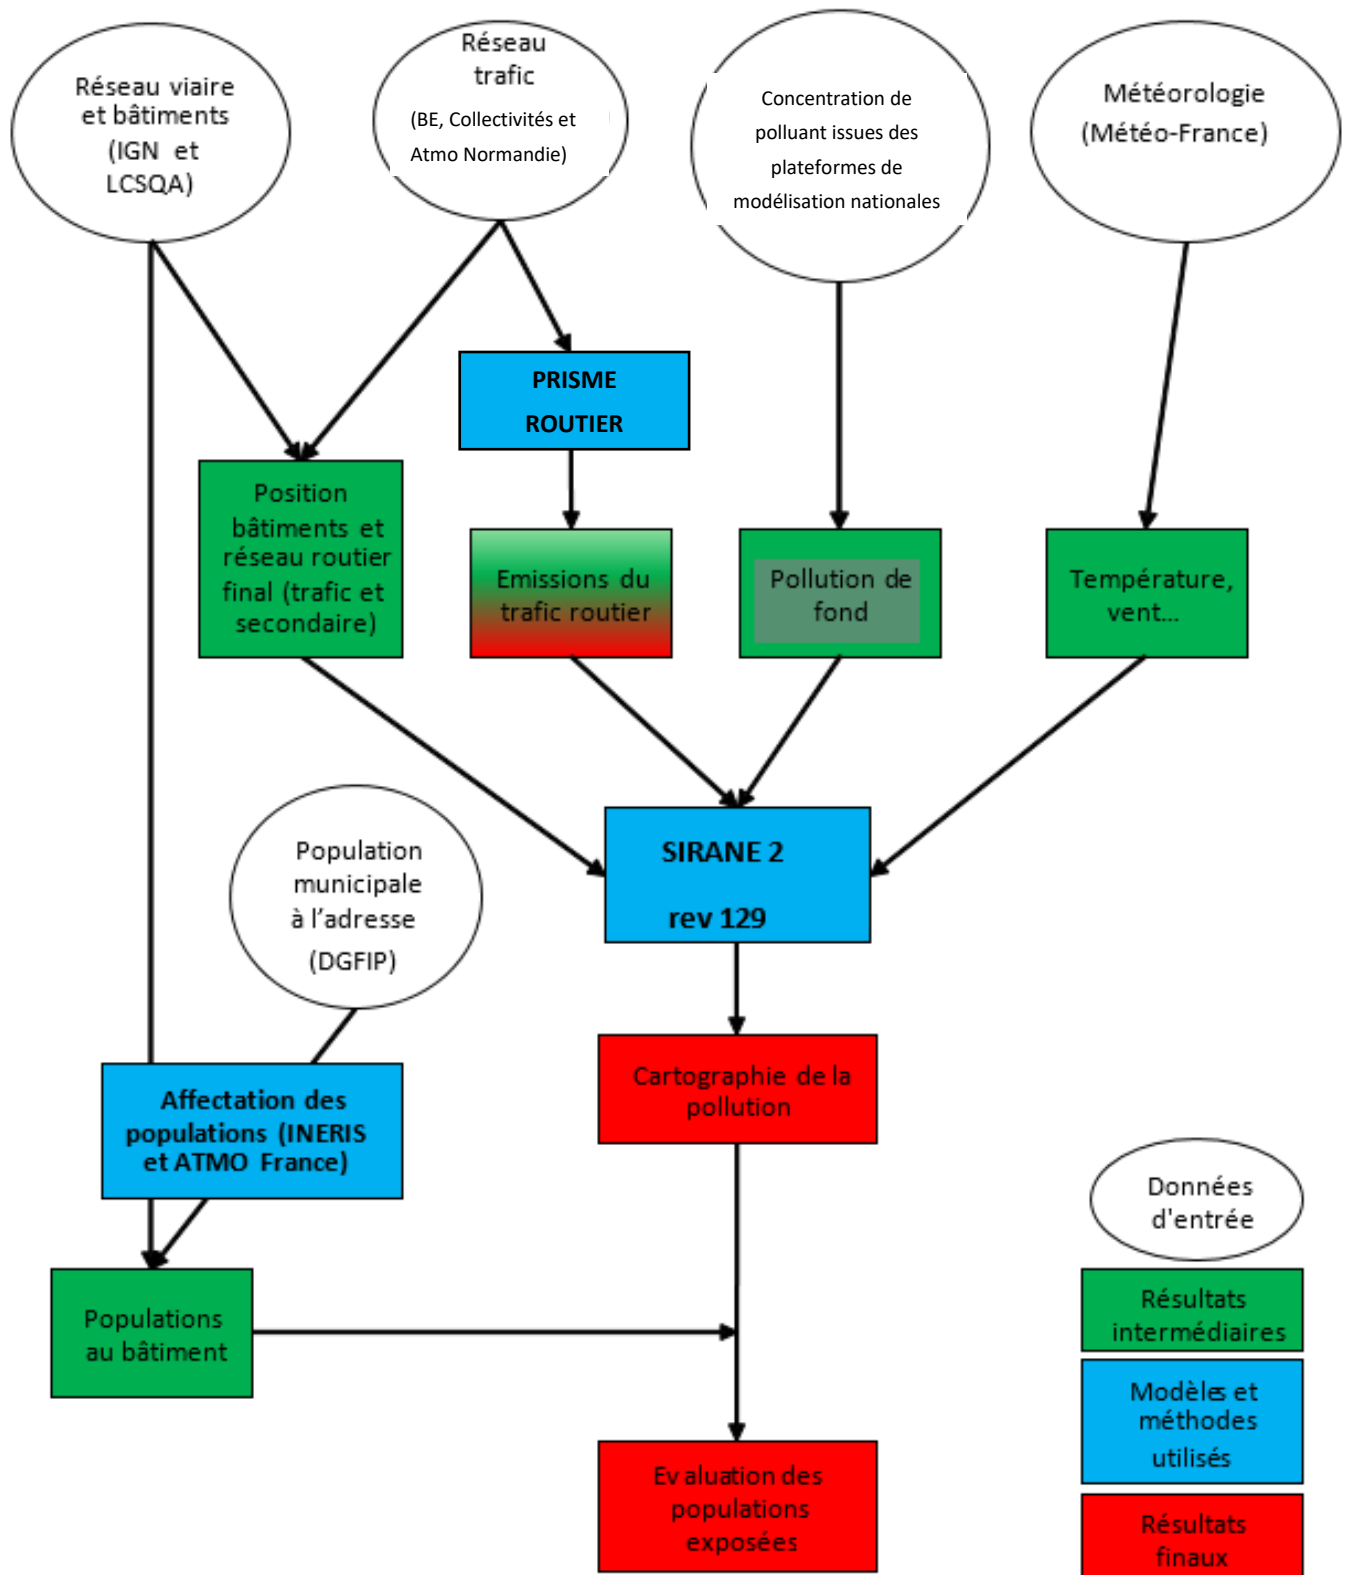 Réseau viaire
et bâtiments
(IGN et
LCSQA)
Réseau
trafic
(BE, Collectivités et
Atmo Normandie)
Concentration de
polluant issues des
plateformes de
modélisation nationales
Météorologie
(Météo-France)
PRISME
ROUTIER
Position
bâtiments et
réseau routier
final (trafic et
secondaire)
Emissions du
trafic routier
Pollution de
fond
Température,
vent...
SIRANE 2
rev 129
Population
municipale
à l'adresse
(DGFIP)
Affectation des
populations (INERIS
et ATMO France)
Cartographie de la
pollution
Populations
au bâtiment
Evaluation des
populations
exposées
Données
d'entrée
Résultats
intermédiaires
Modèles et
méthodes
utilisés
Résultats
finaux